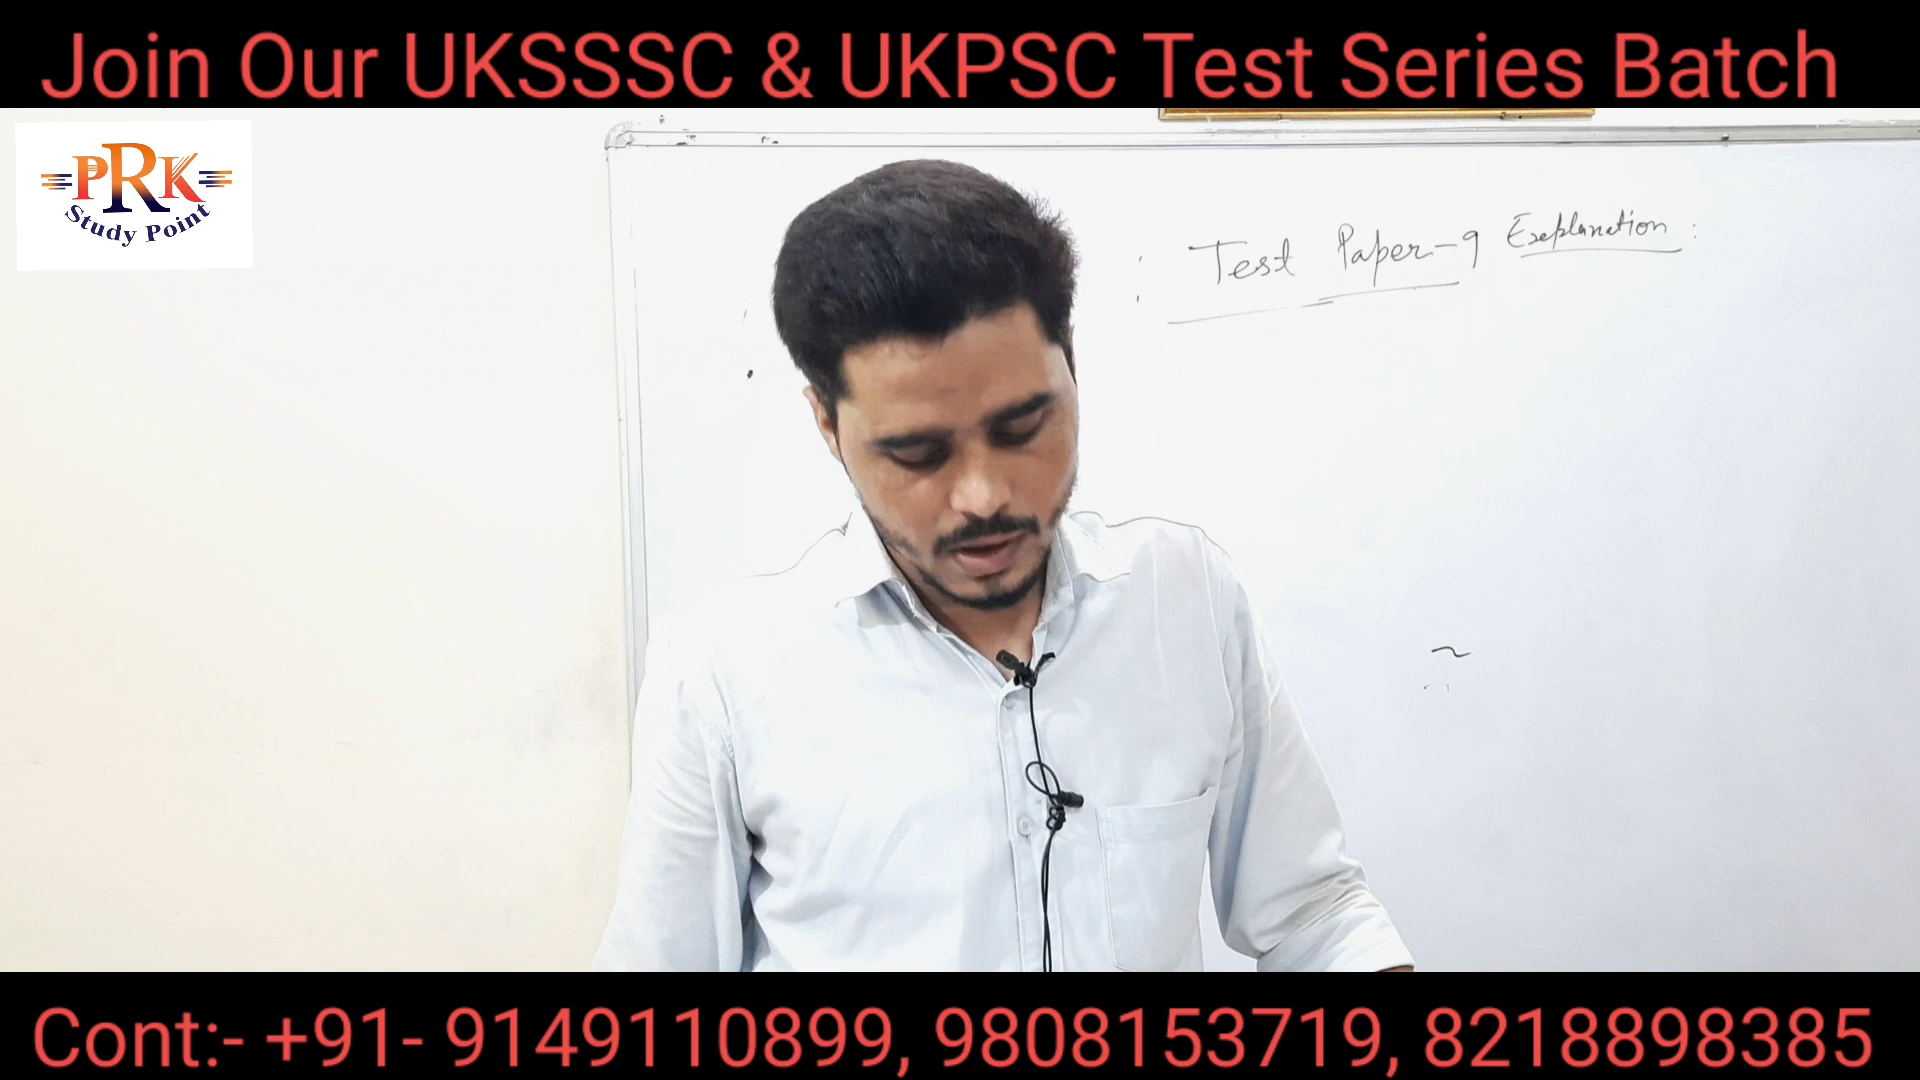 Join Our UKSSSC & UKPSC Test Series Batch
PRK
Study Point
: Test Paper-9 Explanation :
Cont:- +91- 9149110899, 9808153719, 8218898385